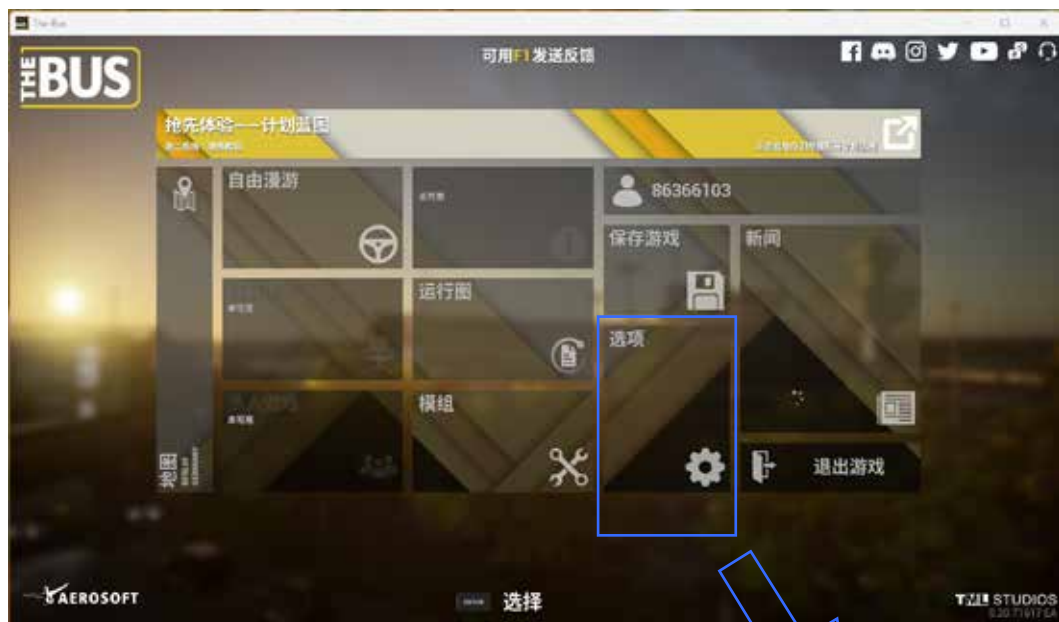 The Bus
THE BUS
可用F1发送反馈
抢先体验——计划蓝图
自由漫游
86366103
保存游戏
新闻
运行图
选项
模组
地图
退出游戏
AEROSOFT
选择
TML STUDIOS